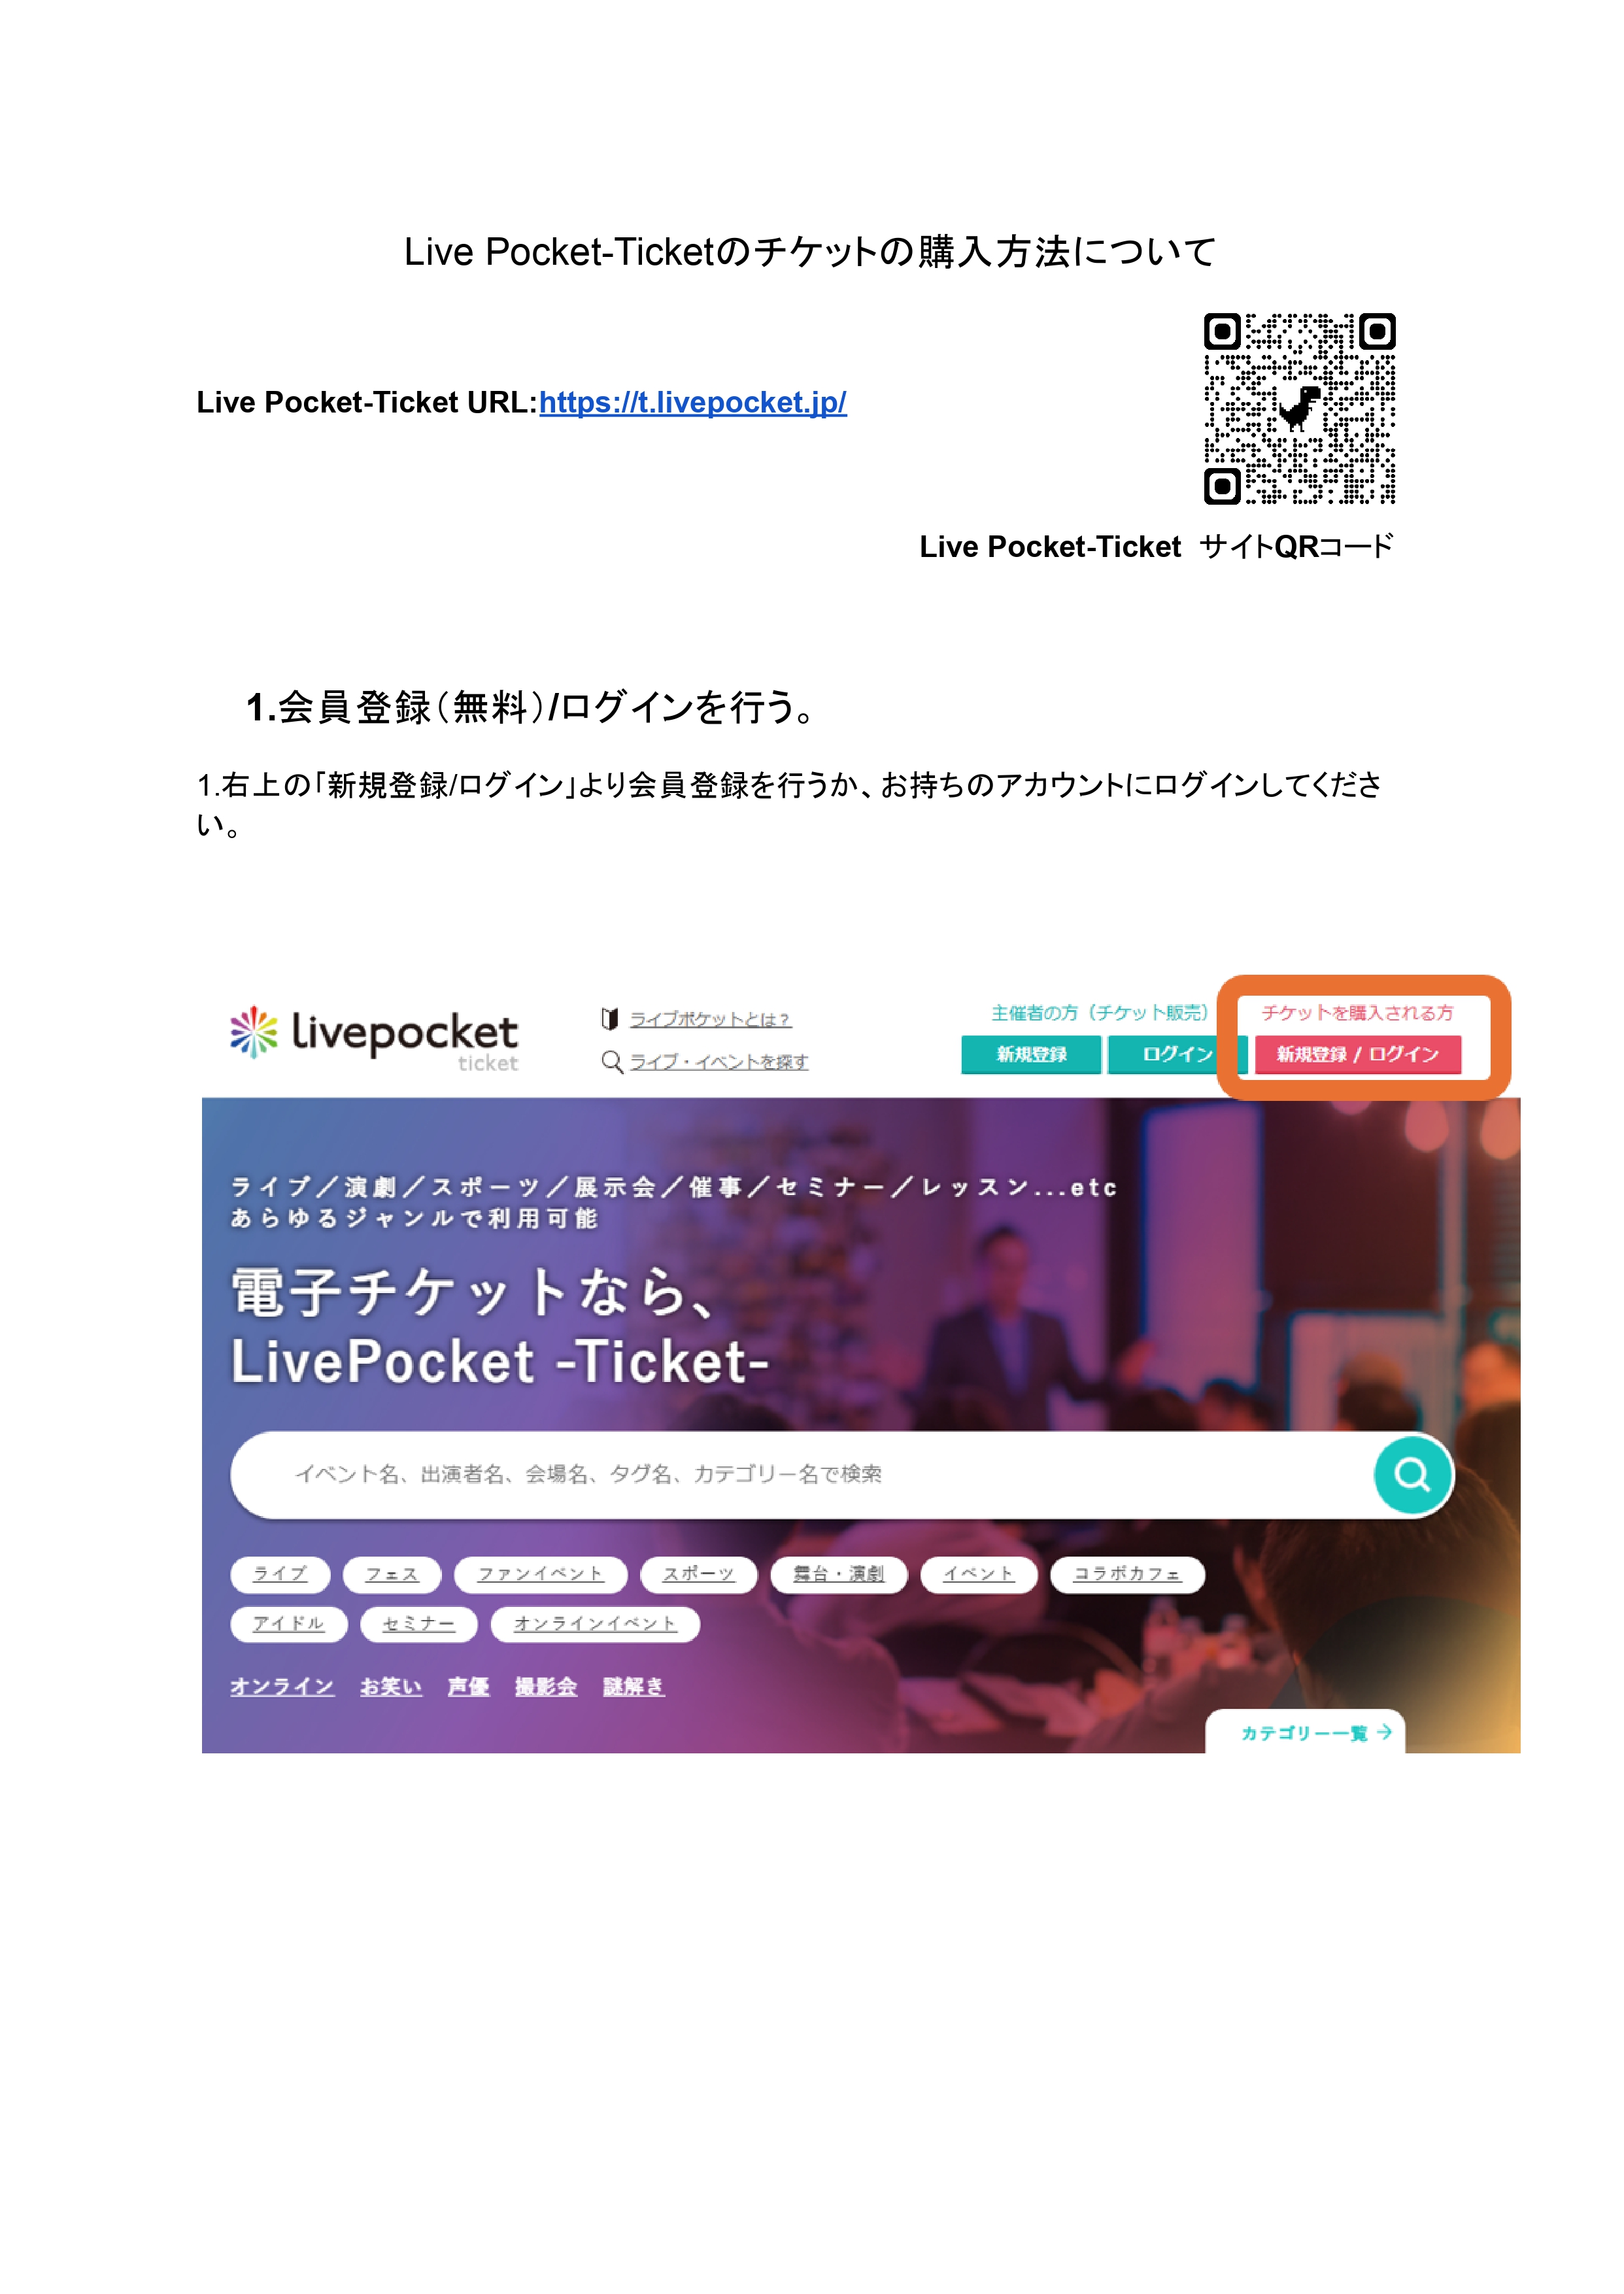 Live Pocket-Ticketのチケットの購入方法について
Live Pocket-Ticket URL:https://t.livepocket.jp/
Live Pocket-Ticket サイトQRコード
1.会員登録（無料）/ログインを行う。
1.右上の「新規登録/ログイン」より会員登録を行うか、お持ちのアカウントにログインしてくださ
い。
livepocket
ticket
ライブポケットとは？
ライブ・イベントを探す
主催者の方（チケット販売）
新規登録
ログイン
チケットを購入される方
新規登録 / ログイン
ライブ／演劇／スポーツ／展示会／催事／セミナー／レッスン...etc
あらゆるジャンルで利用可能
電子チケットなら、
LivePocket -Ticket-
イベント名、出演者名、会場名、タグ名、カテゴリー名で検索
ライブ フェス ファンイベント スポーツ 舞台・演劇 イベント コラボカフェ
アイドル セミナー オンラインイベント
オンライン お笑い 声優 撮影会 謎解き
カテゴリー一覧 →